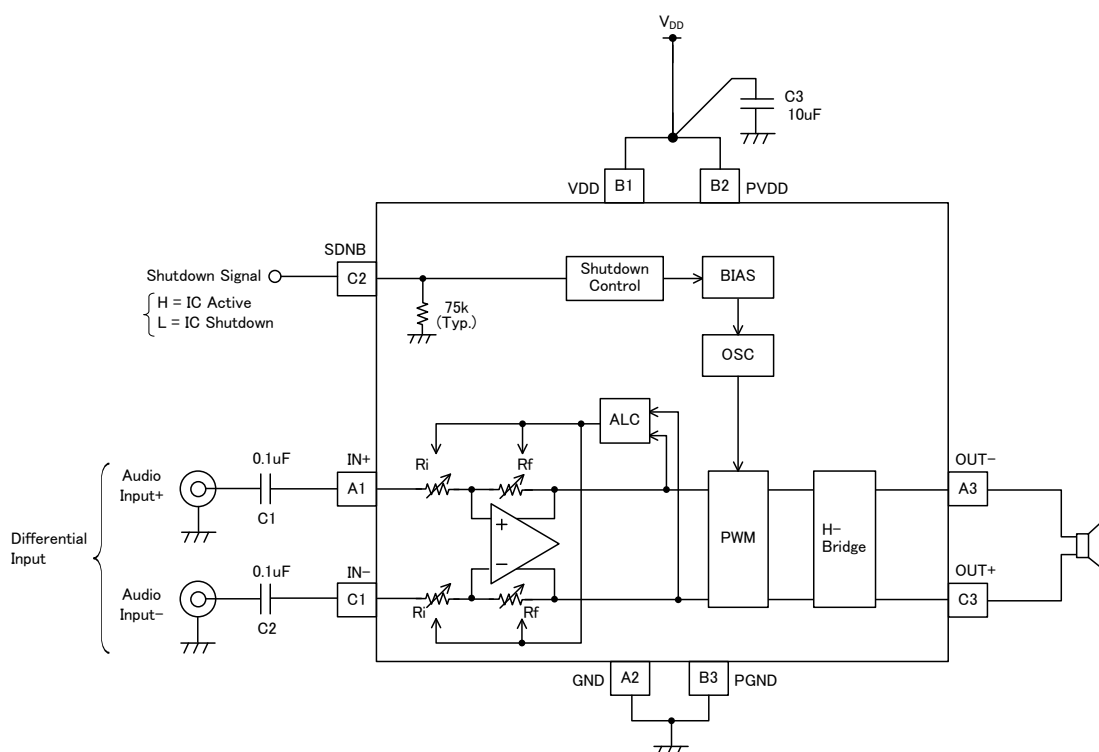 VDD
C3
10uF
VDD
B1
B2
PVDD
SDNB
C2
Shutdown Signal
H = IC Active
L = IC Shutdown
75k
(Typ.)
Shutdown
Control
BIAS
OSC
ALC
Differential
Input
Audio
Input+
0.1uF
C1
IN+
A1
Ri
Rf
+
−
PWM
H-
Bridge
OUT-
A3
Audio
Input-
0.1uF
C2
IN-
C1
Ri
Rf
OUT+
C3
GND
A2
B3
PGND